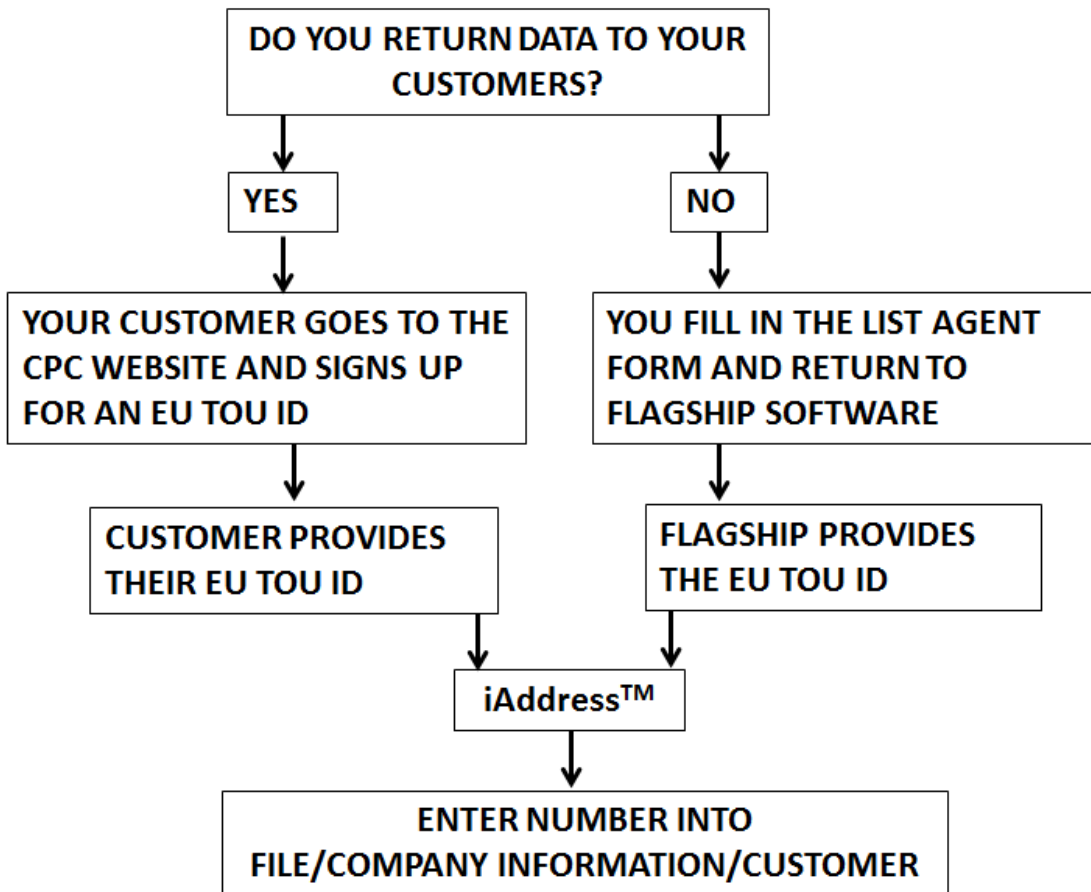 DO YOU RETURN DATA TO YOUR
CUSTOMERS?
YES
NO
YOUR CUSTOMER GOES TO THE
CPC WEBSITE AND SIGNS UP
FOR AN EU TOU ID
YOU FILL IN THE LIST AGENT
FORM AND RETURN TO
FLAGSHIP SOFTWARE
CUSTOMER PROVIDES
THEIR EU TOU ID
FLAGSHIP PROVIDES
THE EU TOU ID
iAddress™
ENTER NUMBER INTO
FILE/COMPANY INFORMATION/CUSTOMER